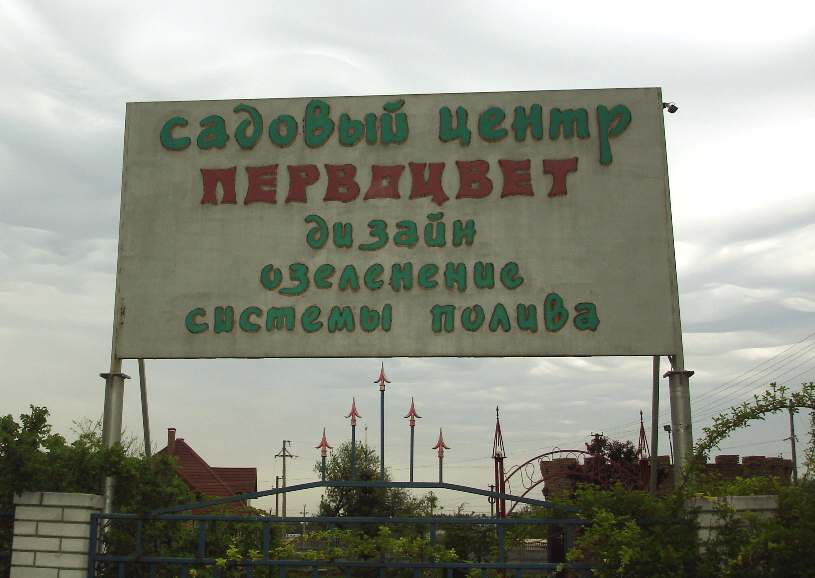 садовый центр
ПЕРВОЦВЕТ
дизайн
озеленение
системы полива